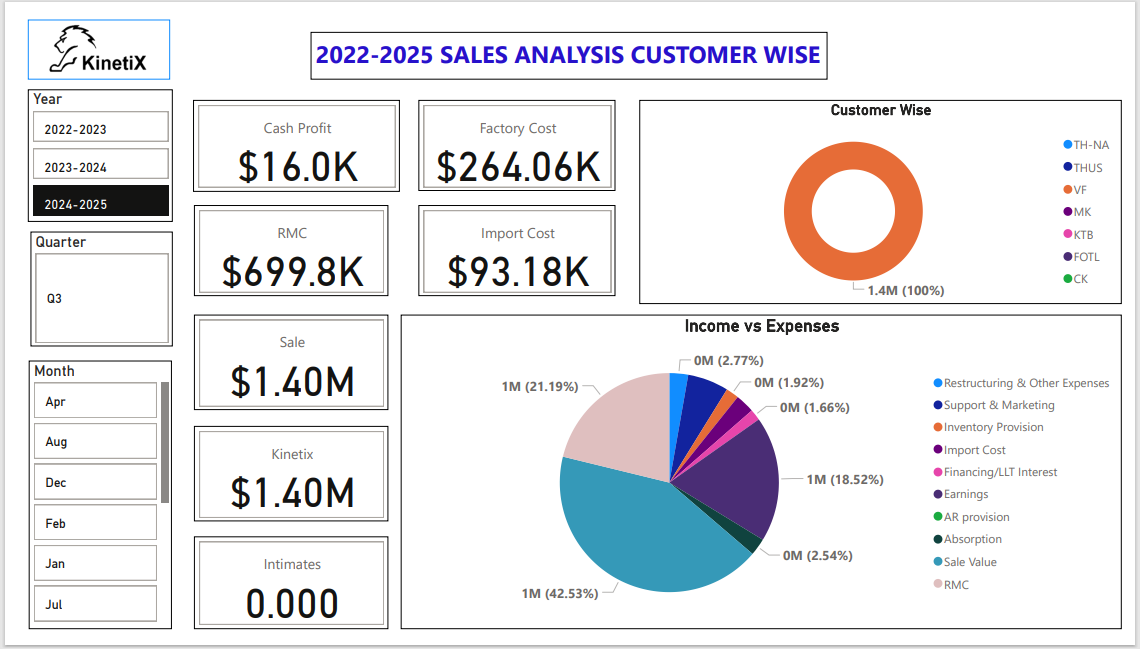 KinetiX
2022-2025 SALES ANALYSIS CUSTOMER WISE
Year
2022-2023
2023-2024
2024-2025
Quarter
Q3
Month
Apr
Aug
Dec
Feb
Jan
Jul
Cash Profit
$16.0K
Factory Cost
$264.06K
RMC
$699.8K
Import Cost
$93.18K
Sale
$1.40M
Kinetix
$1.40M
Intimates
0.000
Customer Wise
1.4M (100%)
TH-NA
THUS
VF
MK
KTB
FOTL
CK
Income vs Expenses
0M (2.77%)
0M (1.92%)
0M (1.66%)
1M (18.52%)
0M (2.54%)
1M (42.53%)
1M (21.19%)
Restructuring & Other Expenses
Support & Marketing
Inventory Provision
Import Cost
Financing/LLT Interest
Earnings
AR provision
Absorption
Sale Value
RMC